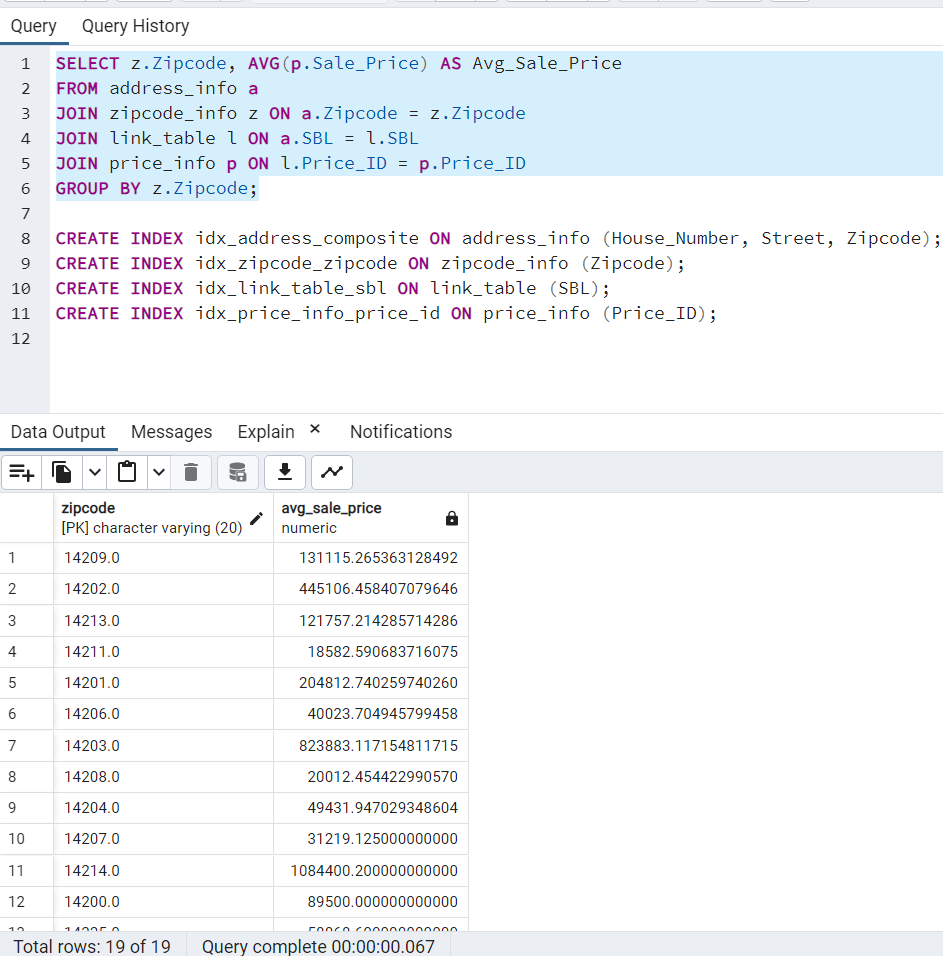 Query Query History
1 SELECT z.Zipcode, AVG(p.Sale_Price) AS Avg_Sale_Price
2 FROM address_info a
3 JOIN zipcode_info z ON a.Zipcode = z.Zipcode
4 JOIN link_table l ON a.SBL = l.SBL
5 JOIN price_info p ON l.Price_ID = p.Price_ID
6 GROUP BY z.Zipcode;
7
8 CREATE INDEX idx_address_composite ON address_info (House_Number, Street, Zipcode);
9 CREATE INDEX idx_zipcode_zipcode ON zipcode_info (Zipcode);
10 CREATE INDEX idx_link_table_sbl ON link_table (SBL);
11 CREATE INDEX idx_price_info_price_id ON price_info (Price_ID);
12
Data Output Messages Explain × Notifications
zipcode avg_sale_price
[PK] character varying (20) numeric
1 14209.0 131115.265363128492
2 14202.0 445106.458407079646
3 14213.0 121757.214285714286
4 14211.0 18582.590683716075
5 14201.0 204812.740259740260
6 14206.0 40023.704945799458
7 14203.0 823883.117154811715
8 14208.0 20012.454422990570
9 14204.0 49431.947029348604
10 14207.0 31219.125000000000
11 14214.0 1084400.200000000000
12 14200.0 89500.000000000000
Total rows: 19 of 19 Query complete 00:00:00.067